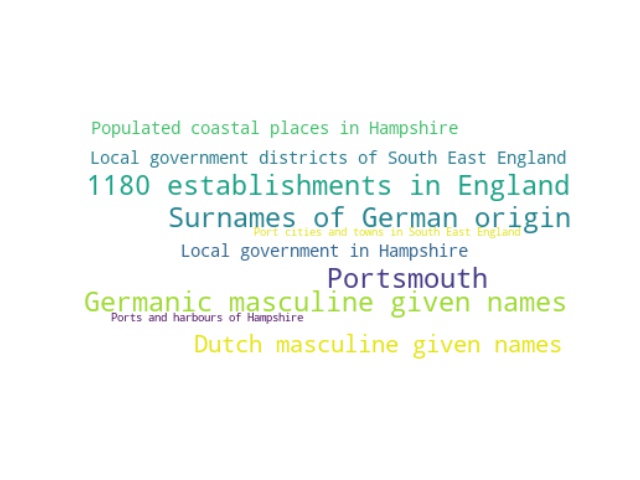 Populated coastal places in Hampshire
Local government districts of South East England
1180 establishments in England
Surnames of German origin
Port cities and towns in South East England
Local government in Hampshire
Portsmouth
Germanic masculine given names
Ports and harbours of Hampshire
Dutch masculine given names